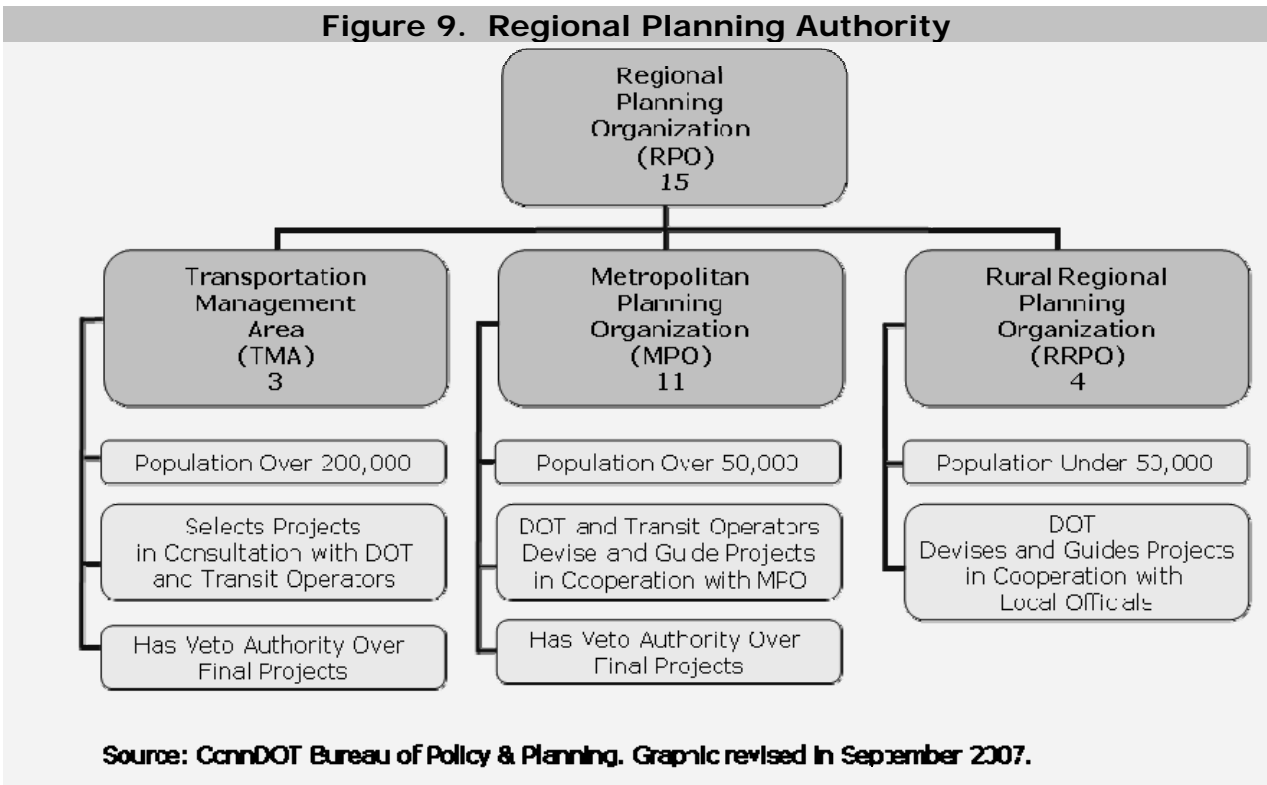 Figure 9. Regional Planning Authority
Regional
Planning
Organization
(RPO)
15
Transportation
Management
Area
(TMA)
3
Population Over 200,000
Selects Projects
in Consultation with DOT
and Transit Operators
Has Veto Authority Over
Final Projects
Metropolitan
Planning
Organization
(MPO)
11
Population Over 50,000
DOT and Transit Operators
Devise and Guide Projects
in Cooperation with MPO
Has Veto Authority Over
Final Projects
Rural Regional
Planning
Organization
(RRPO)
4
Population Under 50,000
DOT
Devises and Guides Projects
in Cooperation with
Local Officials
Source: ConnDOT Bureau of Policy & Planning. Graphic revised in September 2007.